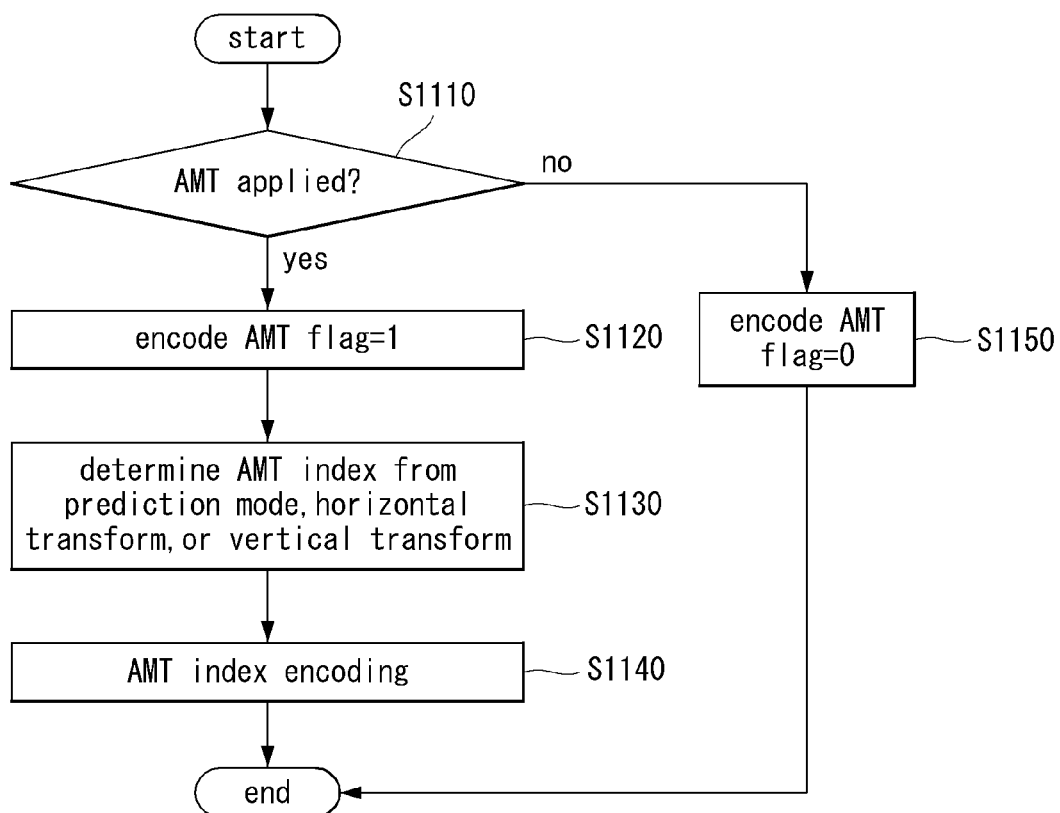 start
S1110
AMT applied?
no
yes
encode AMT flag=1
S1120
encode AMT
flag=0
S1150
determine AMT index from
prediction mode, horizontal
transform, or vertical transform
S1130
AMT index encoding
S1140
end